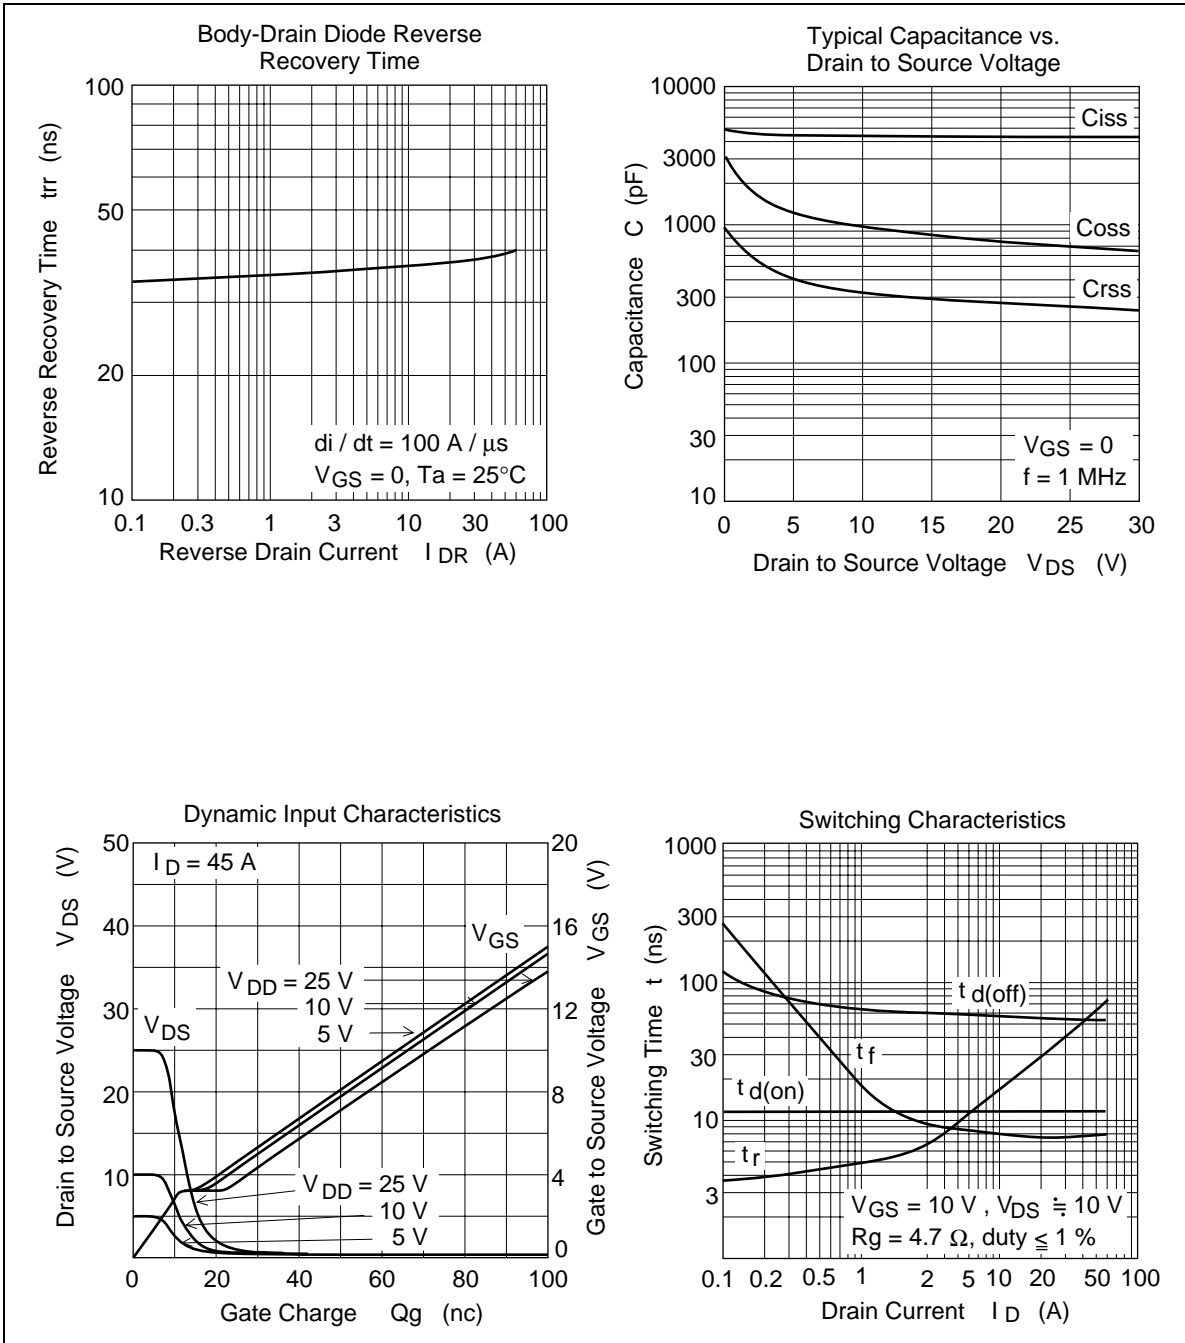 Body-Drain Diode Reverse
Recovery Time
Reverse Recovery Time trr (ns)
100
50
20
10
di / dt = 100 A / μs
VGS = 0, Ta = 25°C
0.1 0.3 1 3 10 30 100
Reverse Drain Current I DR (A)
Typical Capacitance vs.
Drain to Source Voltage
Capacitance C (pF)
10000
3000
1000
300
100
30
10
Ciss
Coss
Crss
VGS = 0
f = 1 MHz
0 5 10 15 20 25 30
Drain to Source Voltage VDS (V)
Dynamic Input Characteristics
Drain to Source Voltage VDS (V)
50
40
30
20
10
0
I D = 45 A
VGS
VDD = 25 V
10 V
5 V
VDS
VDD = 25 V
10 V
5 V
20
16
12
8
4
0
Gate to Source Voltage VGS (V)
0 20 40 60 80 100
Gate Charge Qg (nc)
Switching Characteristics
Switching Time t (ns)
1000
300
100
30
10
3
t d(off)
t f
t d(on)
t r
VGS = 10 V , VDS ≒ 10 V
Rg = 4.7 Ω, duty ≦ 1 %
0.1 0.2 0.5 1 2 5 10 20 50 100
Drain Current I D (A)